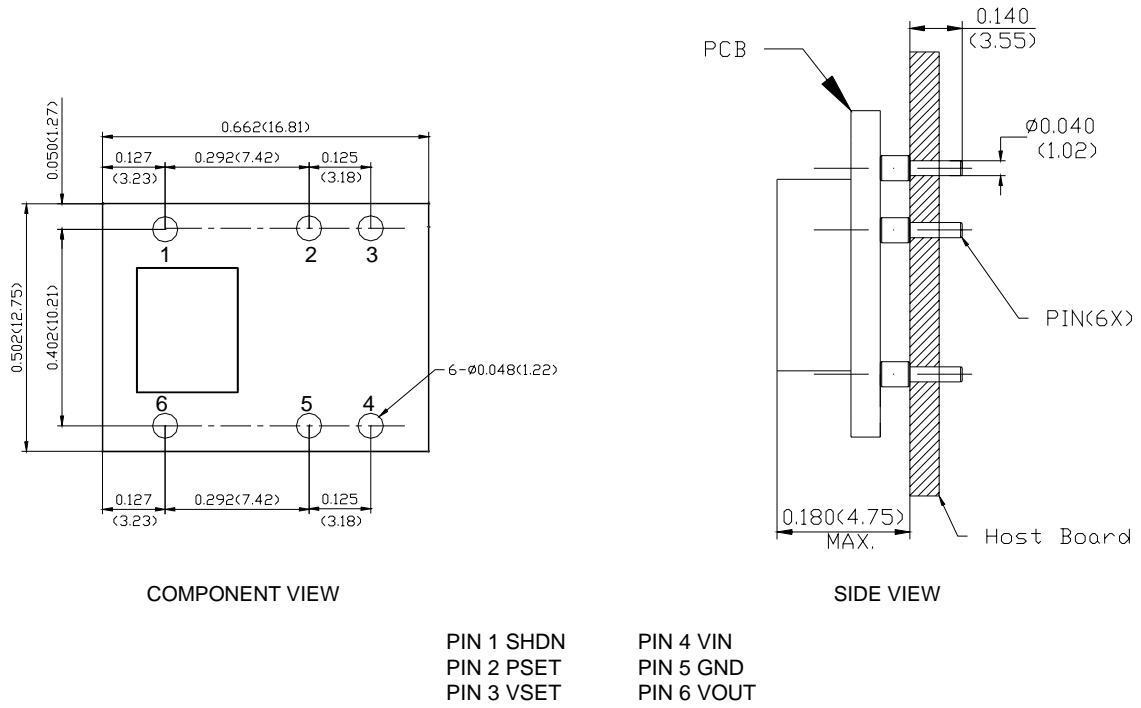 0.662(16.81)
0.050(1.27)
0.127
(3.23)
0.292(7.42)
0.125
(3.18)
0.502(12.75)
0.402(10.21)
1
2
3
6
5
4
6-Ø0.048(1.22)
0.127
(3.23)
0.292(7.42)
0.125
(3.18)
COMPONENT VIEW
PCB
0.140
(3.55)
Ø0.040
(1.02)
PIN(6X)
0.180(4.75)
MAX.
Host Board
SIDE VIEW
PIN 1 SHDN
PIN 2 PSET
PIN 3 VSET
PIN 4 VIN
PIN 5 GND
PIN 6 VOUT